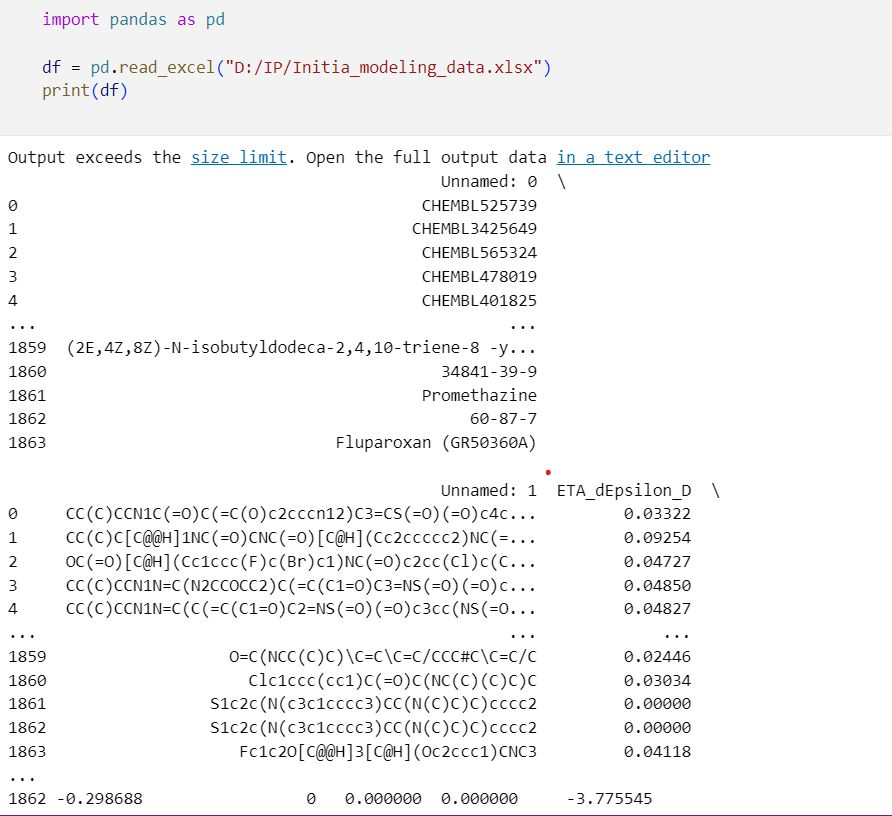 import pandas as pd
df = pd.read_excel("D:/IP/Initia_modeling_data.xlsx")
print(df)
Output exceeds the size limit. Open the full output data in a text editor
Unnamed: 0 \
0 CHEMBL525739
1 CHEMBL3425649
2 CHEMBL565324
3 CHEMBL478019
4 CHEMBL401825
... ...
1859 (2E,4Z,8Z)-N-isobutyldodeca-2,4,10-triene-8 -y...
1860 34841-39-9
1861 Promethazine
1862 60-87-7
1863 Fluparoxan (GR50360A)
Unnamed: 1 ETA_dEpsilon_D \
0 CC(C)CCN1C(=O)C(=C(O)c2cccn12)C3=CS(=O)(=O)c4c... 0.03322
1 CC(C)C[C@@H]1NC(=O)CNC(=O)[C@H](Cc2ccccc2)NC(=... 0.09254
2 OC(=O)[C@H](Cc1ccc(F)c(Br)c1)NC(=O)c2cc(Cl)c(C... 0.04727
3 CC(C)CCN1N=C(N2CCOCC2)C(=C(C1=O)C3=NS(=O)(=O)c... 0.04850
4 CC(C)CCN1N=C(C(=C(C1=O)C2=NS(=O)(=O)c3cc(NS(=O... 0.04827
... ... ...
1859 O=C(NCC(C)C)\C=C\C=C/CCC#C\C=C/C 0.02446
1860 Clc1ccc(cc1)C(=O)C(NC(C)(C)C)C 0.03034
1861 S1c2c(N(c3c1cccc3)CC(N(C)C)C)cccc2 0.00000
1862 S1c2c(N(c3c1cccc3)CC(N(C)C)C)cccc2 0.00000
1863 Fc1c2O[C@@H]3[C@H](Oc2ccc1)CNC3 0.04118
...
1862 -0.298688 0 0.000000 0.000000 -3.775545